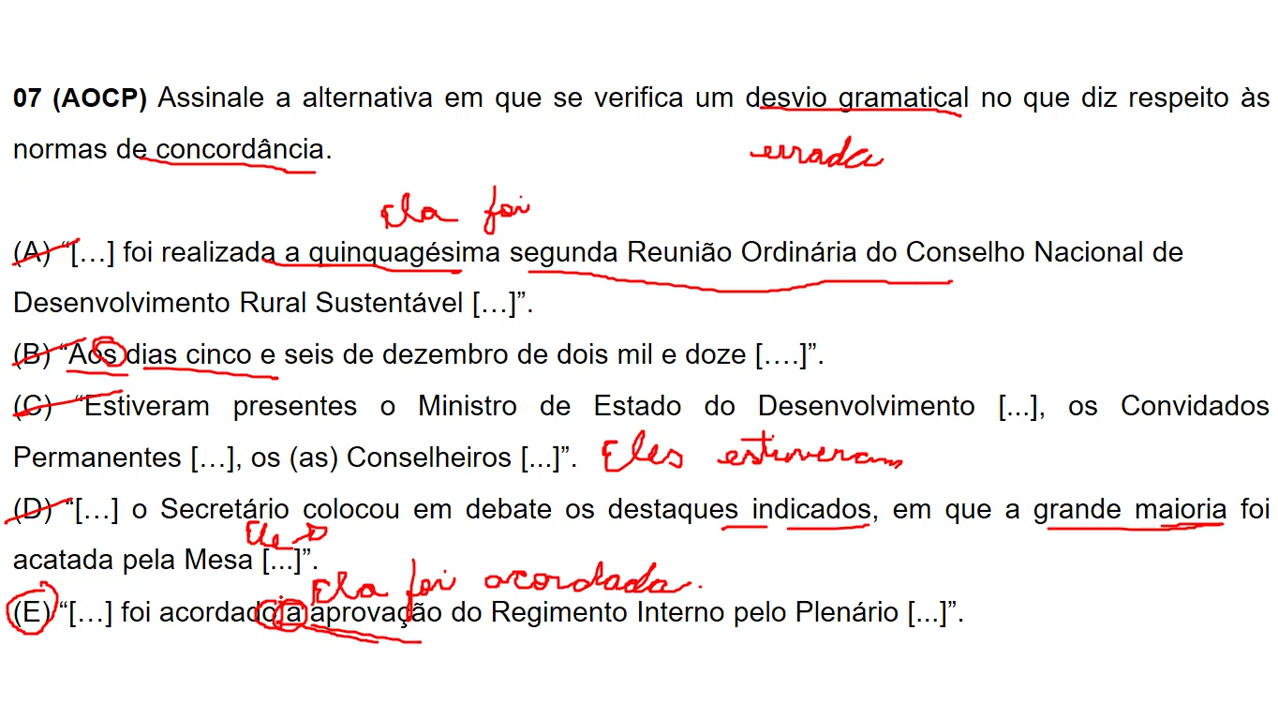 07 (AOCP) Assinale a alternativa em que se verifica um desvio gramatical no que diz respeito às
normas de concordância.
errada
Ela foi
(A) “[…] foi realizada a quinquagésima segunda Reunião Ordinária do Conselho Nacional de
Desenvolvimento Rural Sustentável […]”.
(B) “Aos dias cinco e seis de dezembro de dois mil e doze [….]”.
(C) “Estiveram presentes o Ministro de Estado do Desenvolvimento [...], os Convidados
Permanentes […], os (as) Conselheiros [...]”.
Eles estiveram
(D) “[…] o Secretário colocou em debate os destaques indicados, em que a grande maioria foi
acatada pela Mesa [...]”.
Ela foi acordada.
(E) “[…] foi acordado a aprovação do Regimento Interno pelo Plenário [...]”.